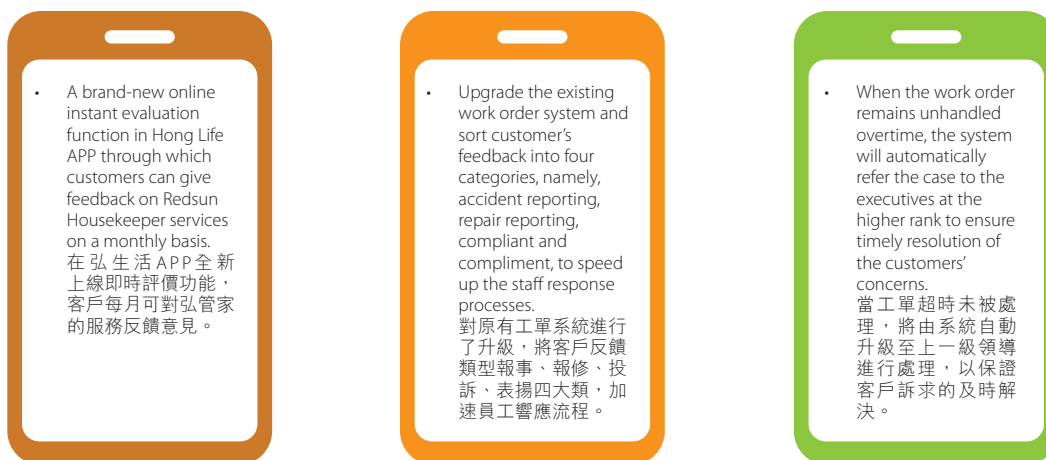 • A brand-new online
instant evaluation
function in Hong Life
APP through which
customers can give
feedback on Redsun
Housekeeper services
on a monthly basis.
在弘生活APP全新
上線即時評價功能，
客戶每月可對弘管家
的服務反饋意見。
• Upgrade the existing
work order system and
sort customer’s
feedback into four
categories, namely,
accident reporting,
repair reporting,
compliant and
compliment, to speed
up the staff response
processes.
對原有工單系統進行
了升級，將客戶反饋
類型報事、報修、投
訴、表揚四大類，加
速員工響應流程。
• When the work order
remains unhandled
overtime, the system
will automatically
refer the case to the
executives at the
higher rank to ensure
timely resolution of
the customers’
concerns.
當工單超時未被處
理，將由系統自動
升級至上一級領導
進行處理，以保證
客戶訴求的及時解
決。